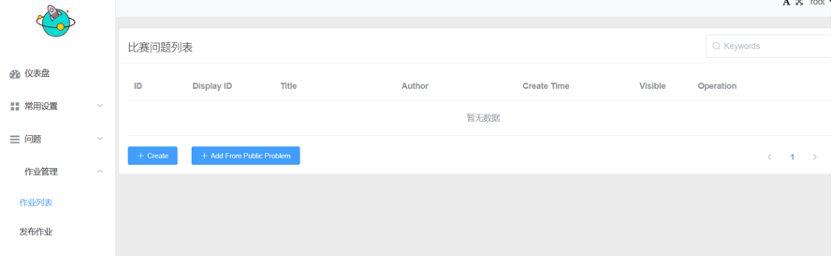 A root
比赛问题列表
Keywords
仪表盘
ID Display ID Title Author Create Time Visible Operation
常用设置
暂无数据
问题
+ Create + Add From Public Problem < 1 >
作业管理
作业列表
发布作业